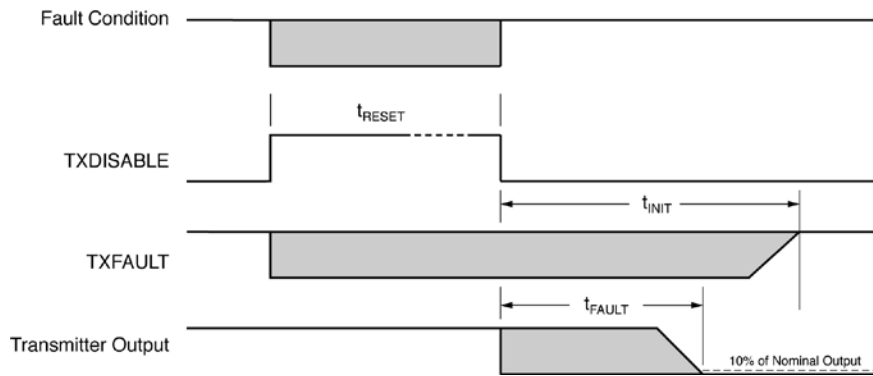 Fault Condition
tRESET
TXDISABLE
tINIT
TXFAULT
tFAULT
Transmitter Output
10% of Nominal Output